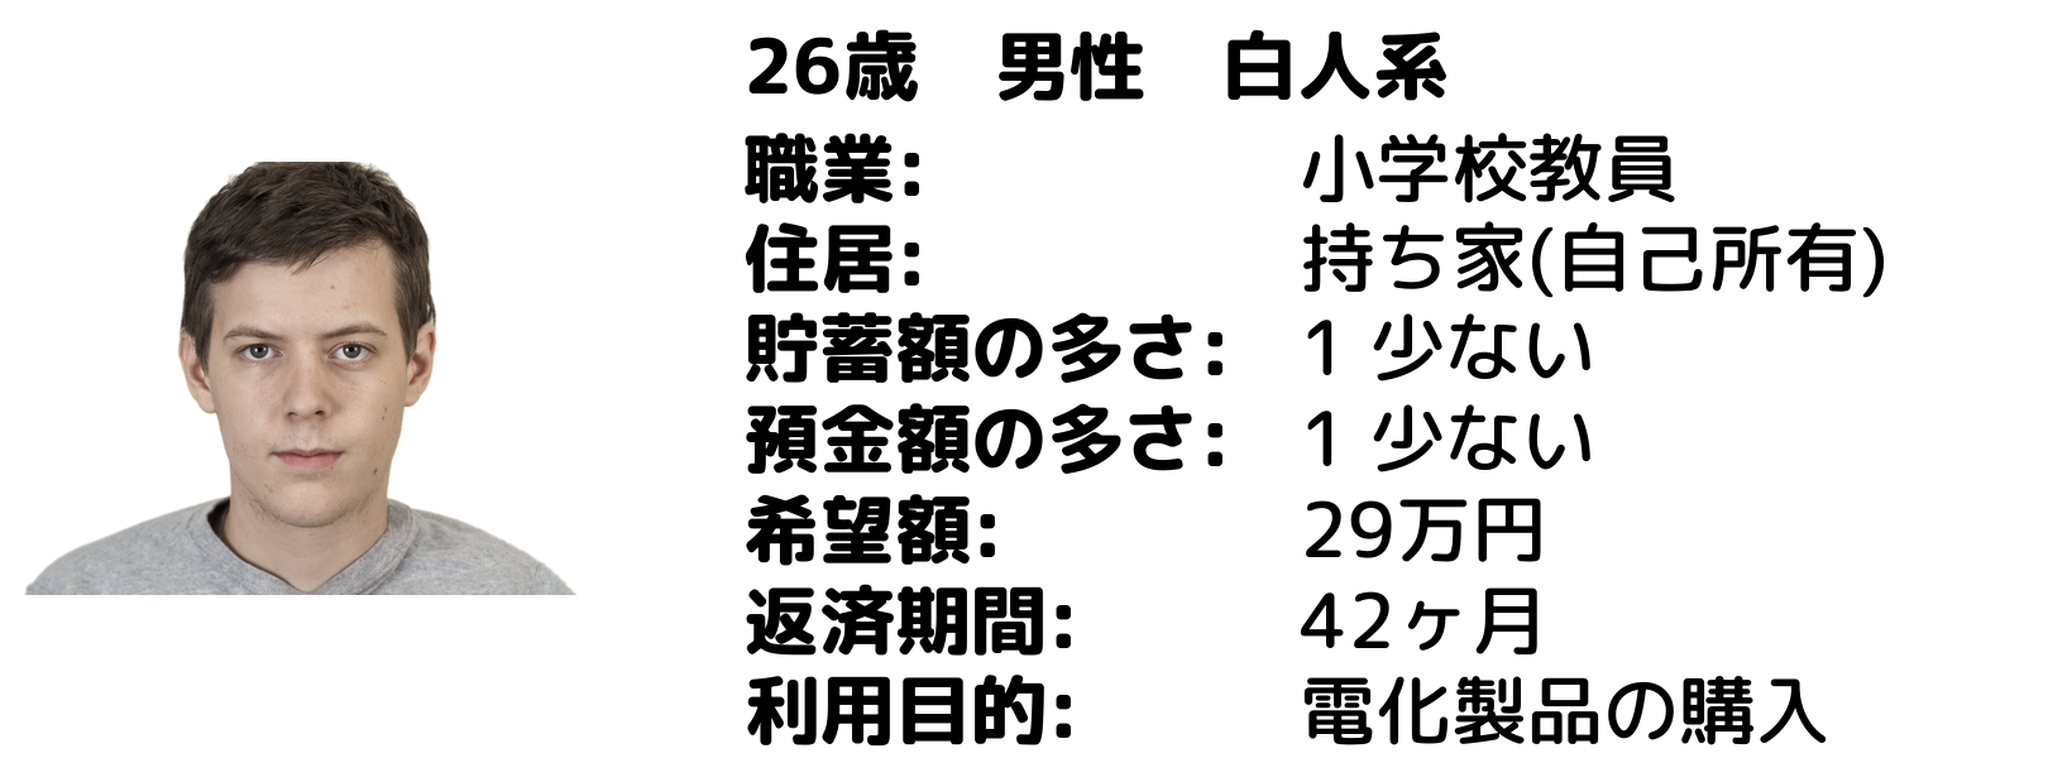 26歳　男性　白人系
職業: 小学校教員
住居: 持ち家(自己所有)
貯蓄額の多さ: 1 少ない
預金額の多さ: 1 少ない
希望額: 29万円
返済期間: 42ヶ月
利用目的: 電化製品の購入